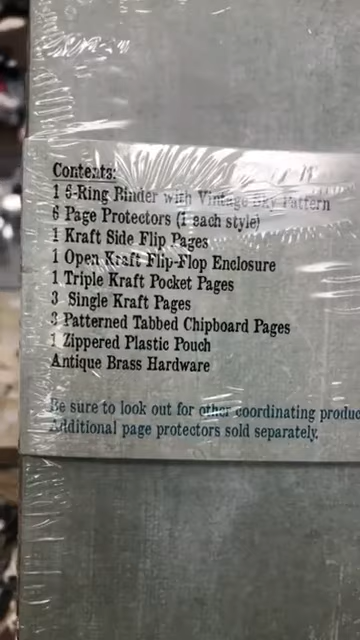 Contents:
1 6-Ring Binder with Vintage Sky Pattern
6 Page Protectors (1 each style)
1 Kraft Side Flip Pages
1 Open Kraft Flip-Flop Enclosure
1 Triple Kraft Pocket Pages
3 Single Kraft Pages
3 Patterned Tabbed Chipboard Pages
1 Zippered Plastic Pouch
Antique Brass Hardware
Be sure to look out for other coordinating produc
Additional page protectors sold separately.